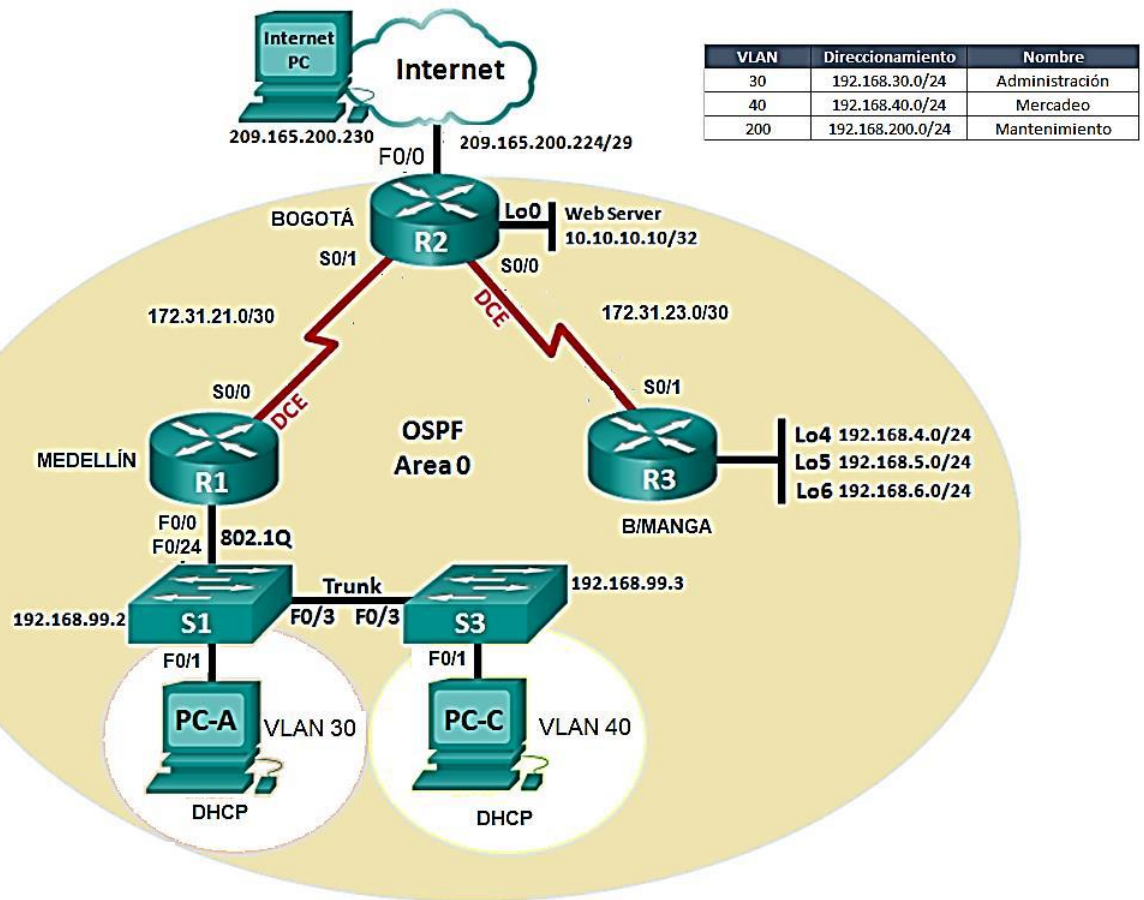 Internet
PC
Internet
209.165.200.230
209.165.200.224/29
F0/0
VLAN Direccionamiento Nombre
30 192.168.30.0/24 Administración
40 192.168.40.0/24 Mercadeo
200 192.168.200.0/24 Mantenimiento
BOGOTÁ
R2
Lo0
Web Server
10.10.10.10/32
S0/1
S0/0
DCE
172.31.21.0/30
172.31.23.0/30
S0/0
DCE
S0/1
OSPF
Area 0
MEDELLÍN
R1
R3
B/MANGA
Lo4 192.168.4.0/24
Lo5 192.168.5.0/24
Lo6 192.168.6.0/24
F0/0
F0/24
802.1Q
192.168.99.2
S1
Trunk
F0/3 F0/3
S3
192.168.99.3
F0/1
F0/1
PC-A
VLAN 30
PC-C
VLAN 40
DHCP
DHCP